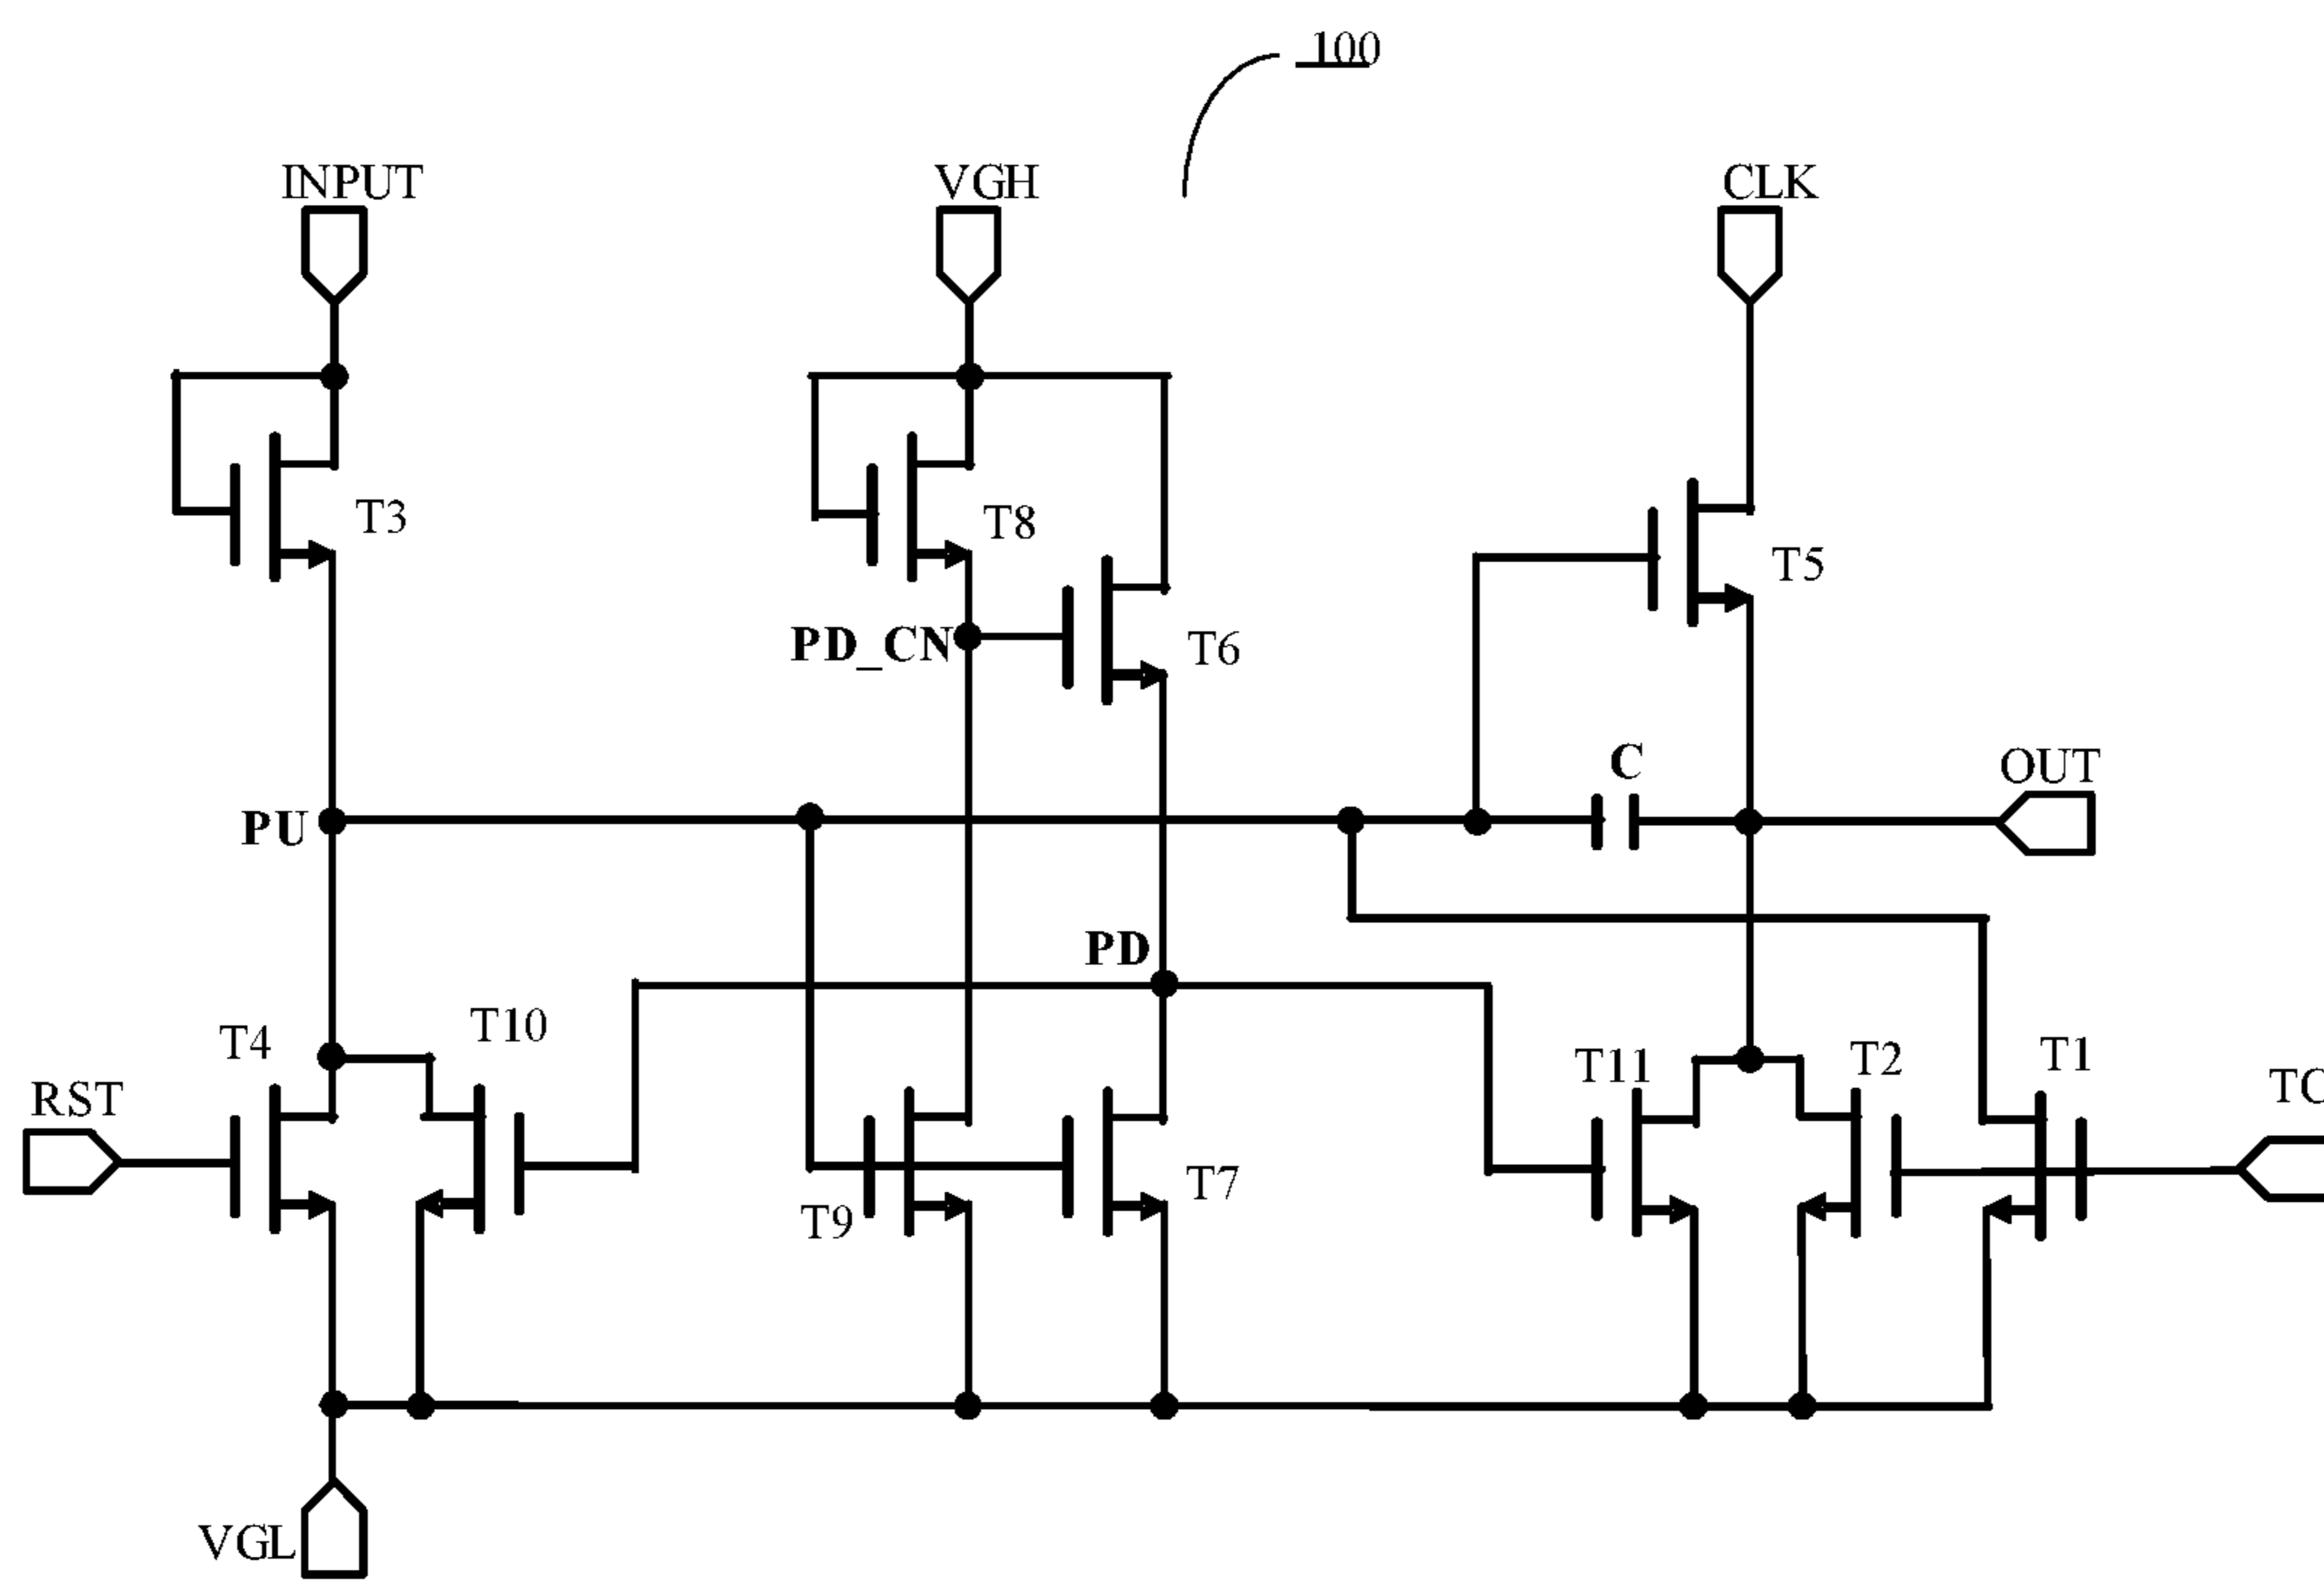 100
INPUT
VGH
CLK
T3
T8
T5
PD_CN
T6
C
OUT
PU
PD
T4
T10
T11
T2
T1
RST
T9
T7
VGL